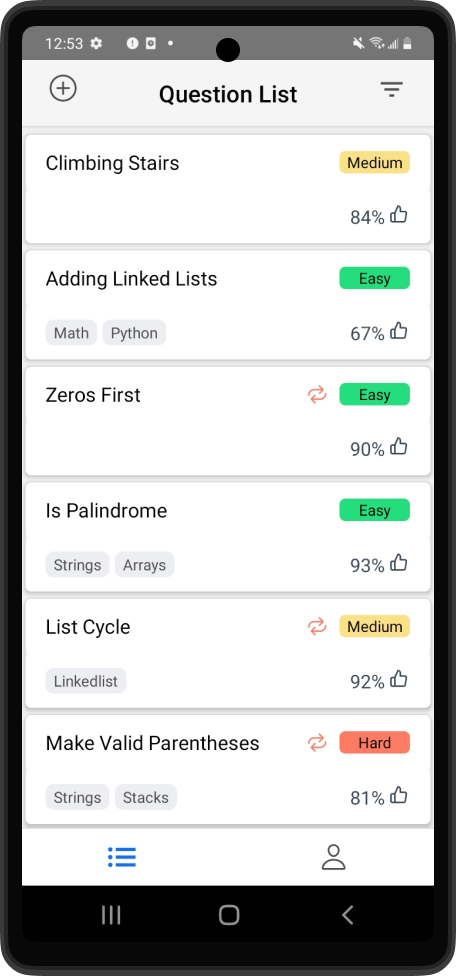 12:53
Question List
Climbing Stairs Medium
84%
Adding Linked Lists Easy
Math Python 67%
Zeros First Easy
90%
Is Palindrome Easy
Strings Arrays 93%
List Cycle Medium
Linkedlist 92%
Make Valid Parentheses Hard
Strings Stacks 81%